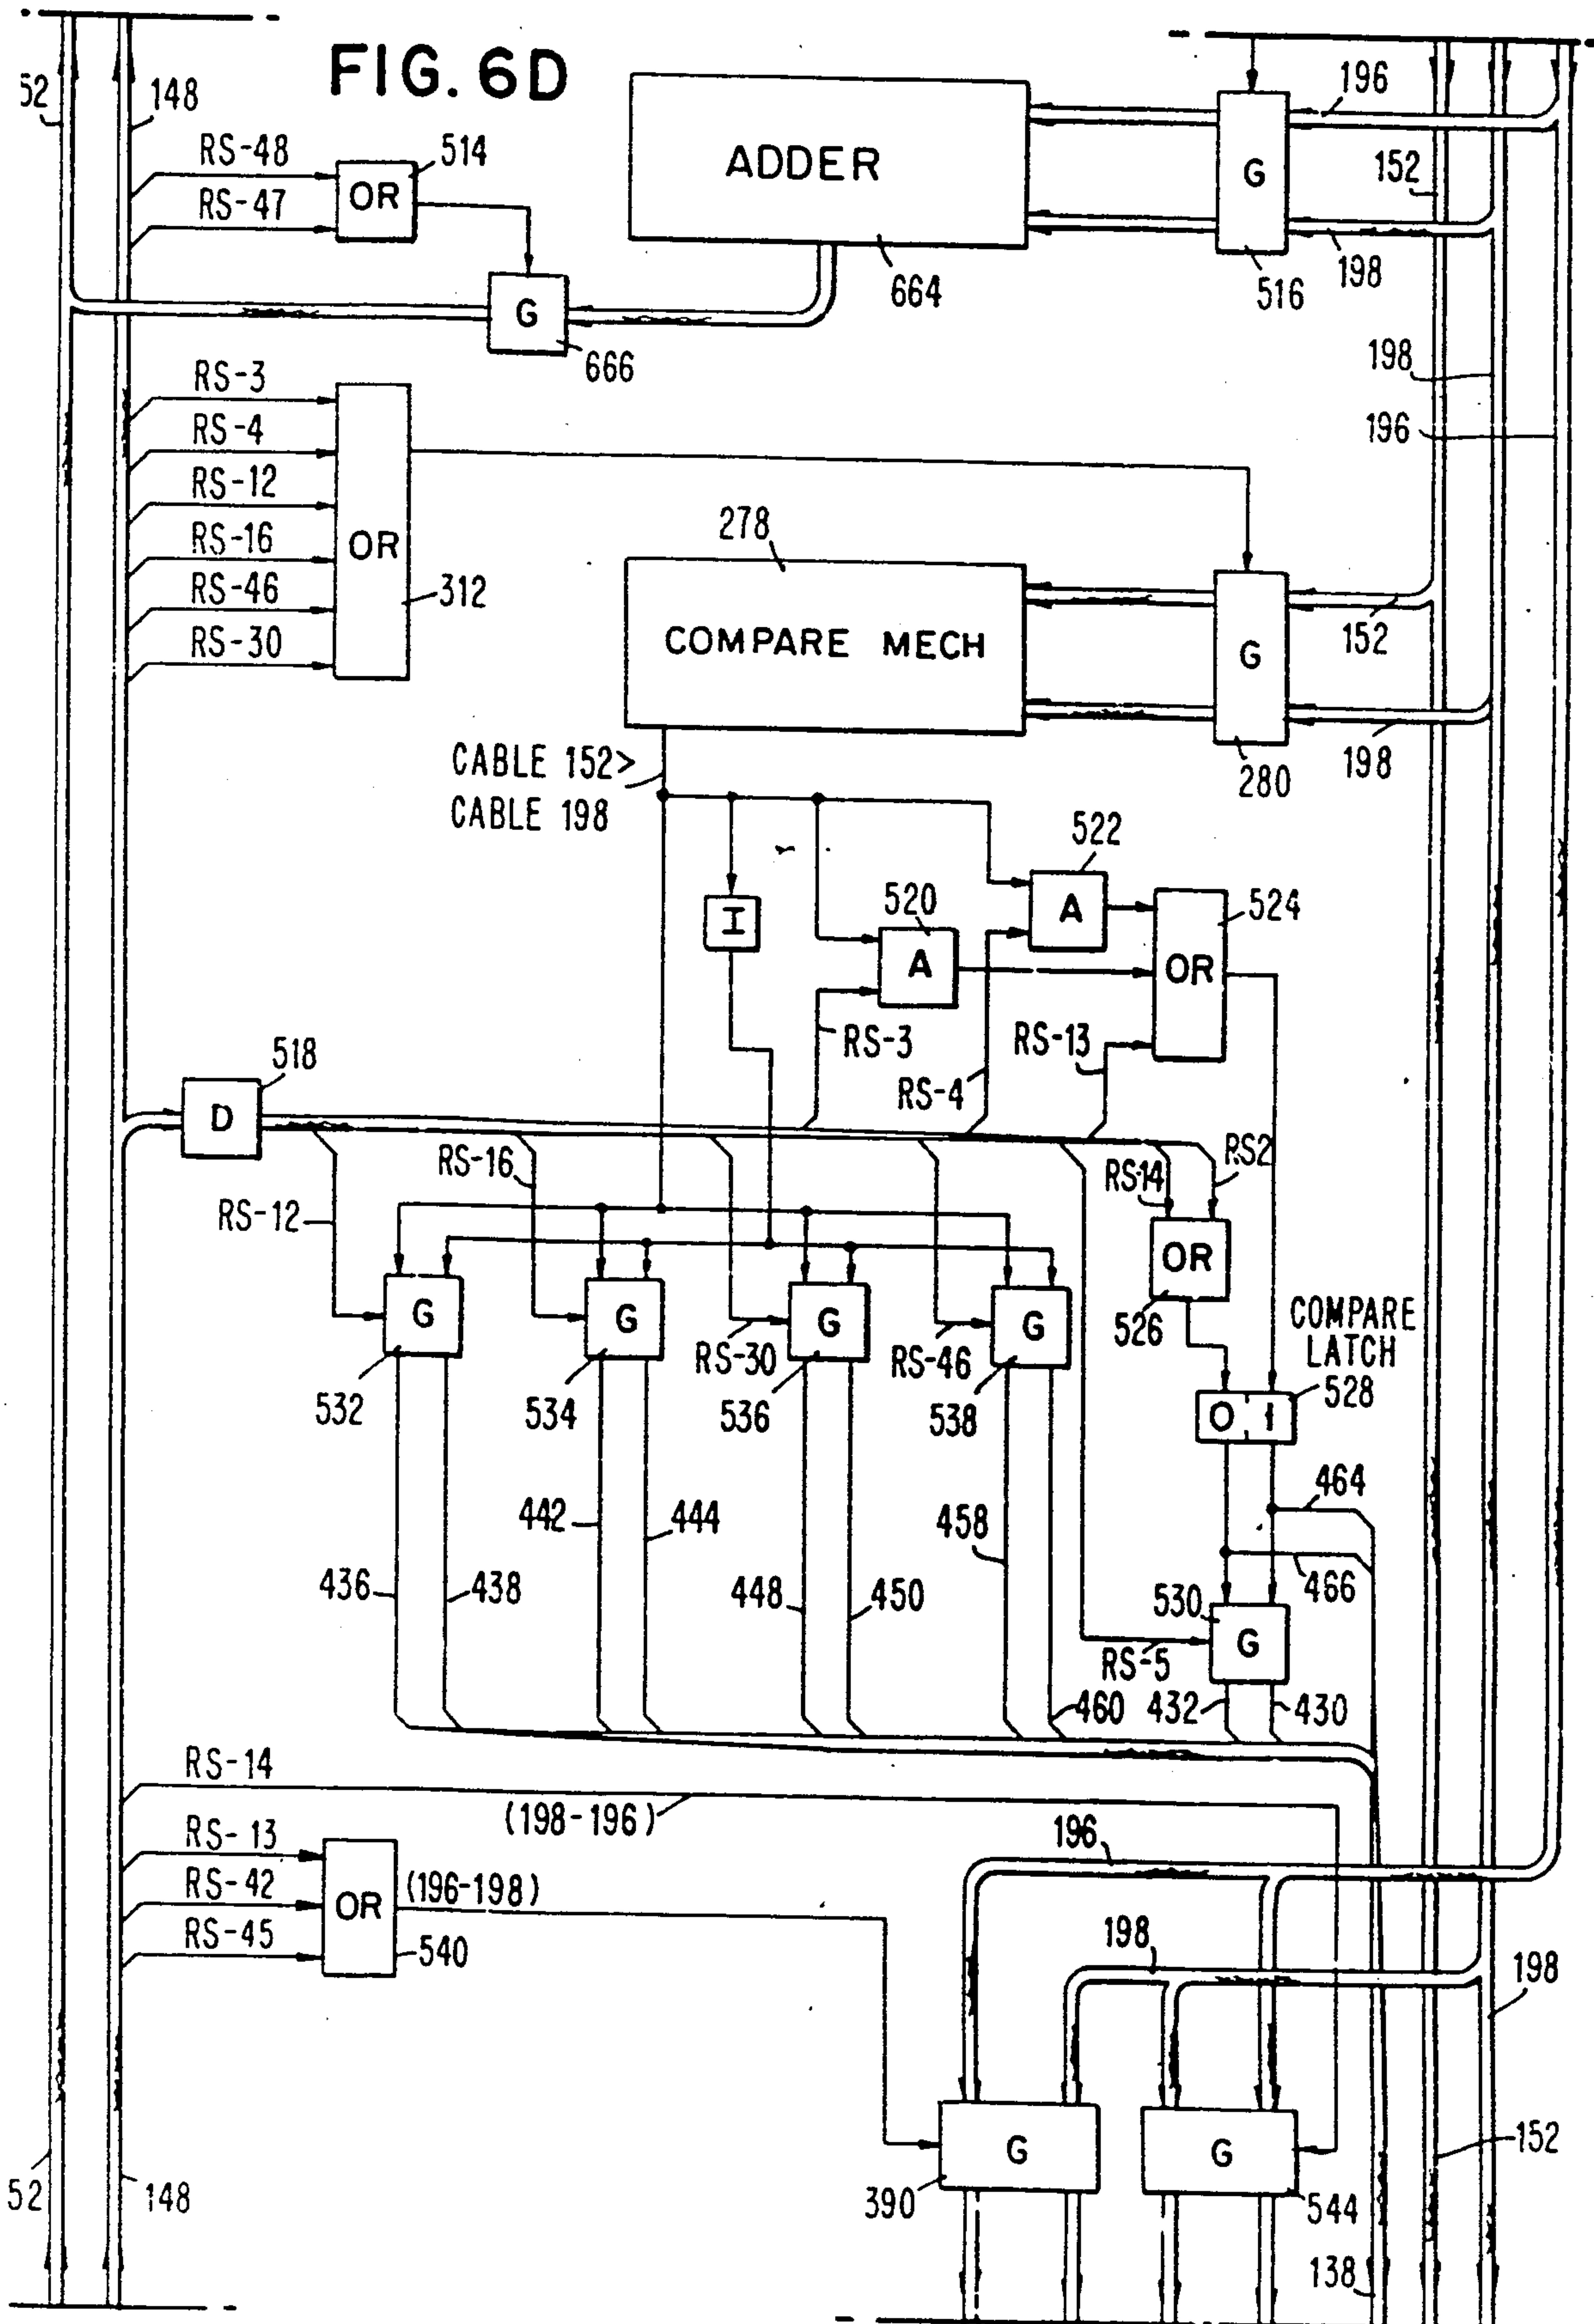 FIG. 6D
52
148
RS-48
514
OR
RS-47
ADDER
G
196
152
664
516
198
G
666
RS-3
RS-4
RS-12
RS-16
OR
RS-46
312
RS-30
198
196
278
COMPARE MECH
G
152
280
198
CABLE 152>
CABLE 198
522
I
520
A
524
A
OR
RS-3
RS-13
RS-4
518
D
RS-16
RS-12
RS14
RS2
OR
526
G
G
G
G
RS-30
RS-46
532
534
536
538
COMPARE
LATCH
528
0 1
464
442
444
458
466
436
438
448
450
530
G
RS-5
460
432
430
RS-14
(198-196)
RS-13
RS-42
OR
(196-198)
RS-45
540
196
198
198
G
G
152
390
544
52
148
138